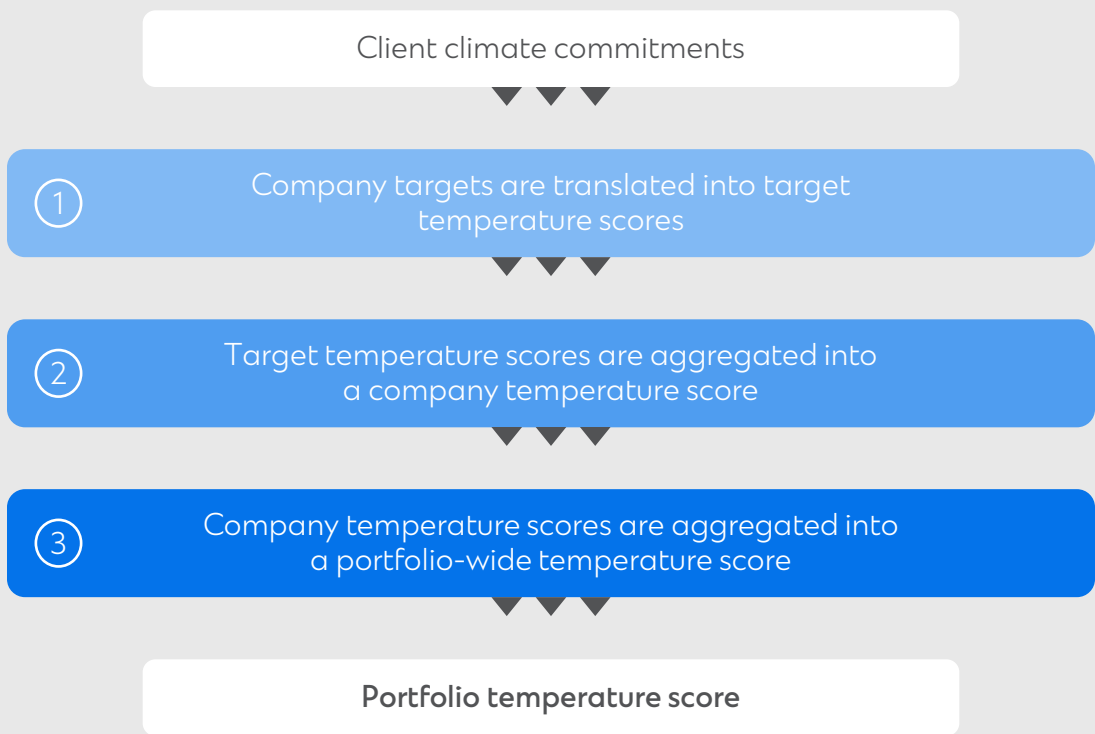 Client climate commitments
1
Company targets are translated into target
temperature scores
2
Target temperature scores are aggregated into
a company temperature score
3
Company temperature scores are aggregated into
a portfolio-wide temperature score
Portfolio temperature score